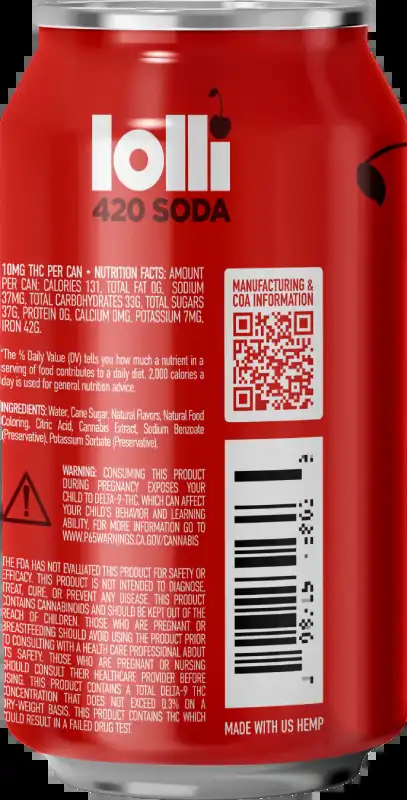 lolli
420 SODA
10MG THC PER CAN • NUTRITION FACTS: AMOUNT
PER CAN: CALORIES 131, TOTAL FAT 0G, SODIUM
37MG, TOTAL CARBOHYDRATES 33G, TOTAL SUGARS
37G, PROTEIN 0G, CALCIUM 0MG, POTASSIUM 7MG,
IRON 42G.
*The % Daily Value (DV) tells you how much a nutrient in a
serving of food contributes to a daily diet. 2,000 calories a
day is used for general nutrition advice.
INGREDIENTS: Water, Cane Sugar, Natural Flavors, Natural Food
Coloring, Citric Acid, Cannabis Extract, Sodium Benzoate
(Preservative), Potassium Sorbate (Preservative).
WARNING: CONSUMING THIS PRODUCT
DURING PREGNANCY EXPOSES YOUR
CHILD TO DELTA-9-THC, WHICH CAN AFFECT
YOUR CHILD'S BEHAVIOR AND LEARNING
ABILITY. FOR MORE INFORMATION GO TO
WWW.P65WARNINGS.CA.GOV/CANNABIS
THE FDA HAS NOT EVALUATED THIS PRODUCT FOR SAFETY OR
EFFICACY. THIS PRODUCT IS NOT INTENDED TO DIAGNOSE,
TREAT, CURE, OR PREVENT ANY DISEASE. THIS PRODUCT
CONTAINS CANNABINOIDS AND SHOULD BE KEPT OUT OF THE
REACH OF CHILDREN. THOSE WHO ARE PREGNANT OR
BREASTFEEDING SHOULD AVOID USING THE PRODUCT PRIOR
TO CONSULTING WITH A HEALTH CARE PROFESSIONAL ABOUT
ITS SAFETY. THOSE WHO ARE PREGNANT OR NURSING
SHOULD CONSULT THEIR HEALTHCARE PROVIDER BEFORE
USING. THIS PRODUCT CONTAINS A TOTAL DELTA-9 THC
CONCENTRATION THAT DOES NOT EXCEED 0.3% ON A
DRY-WEIGHT BASIS. THIS PRODUCT CONTAINS THC WHICH
COULD RESULT IN A FAILED DRUG TEST.
MANUFACTURING &
COA INFORMATION
MADE WITH US HEMP